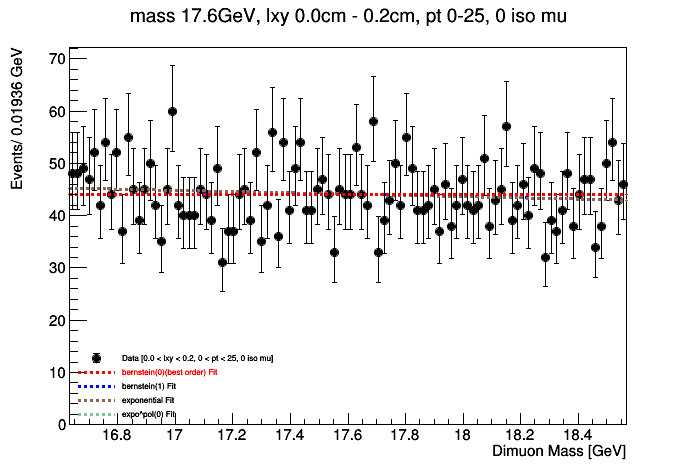 mass 17.6GeV, lxy 0.0cm - 0.2cm, pt 0-25, 0 iso mu
Events/ 0.01936 GeV
70
60
50
40
30
20
10
0
Data [0.0 < lxy < 0.2, 0 < pt < 25, 0 iso mu]
bernstein(0)(best order) Fit
bernstein(1) Fit
exponential Fit
expo*pol(0) Fit
16.8 17 17.2 17.4 17.6 17.8 18 18.2 18.4
Dimuon Mass [GeV]